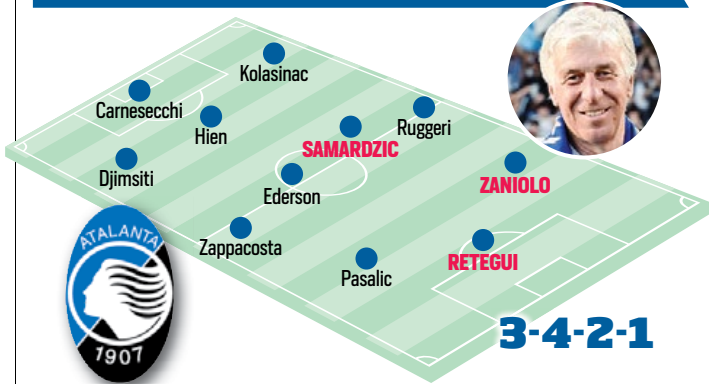 Kolasinac
Carnesecchi
Hien
Ruggeri
SAMARDZIC
Djimsiti
ZANIOLO
Ederson
Zappacosta
RETEGUI
Pasalic
ATALANTA
1907
3-4-2-1